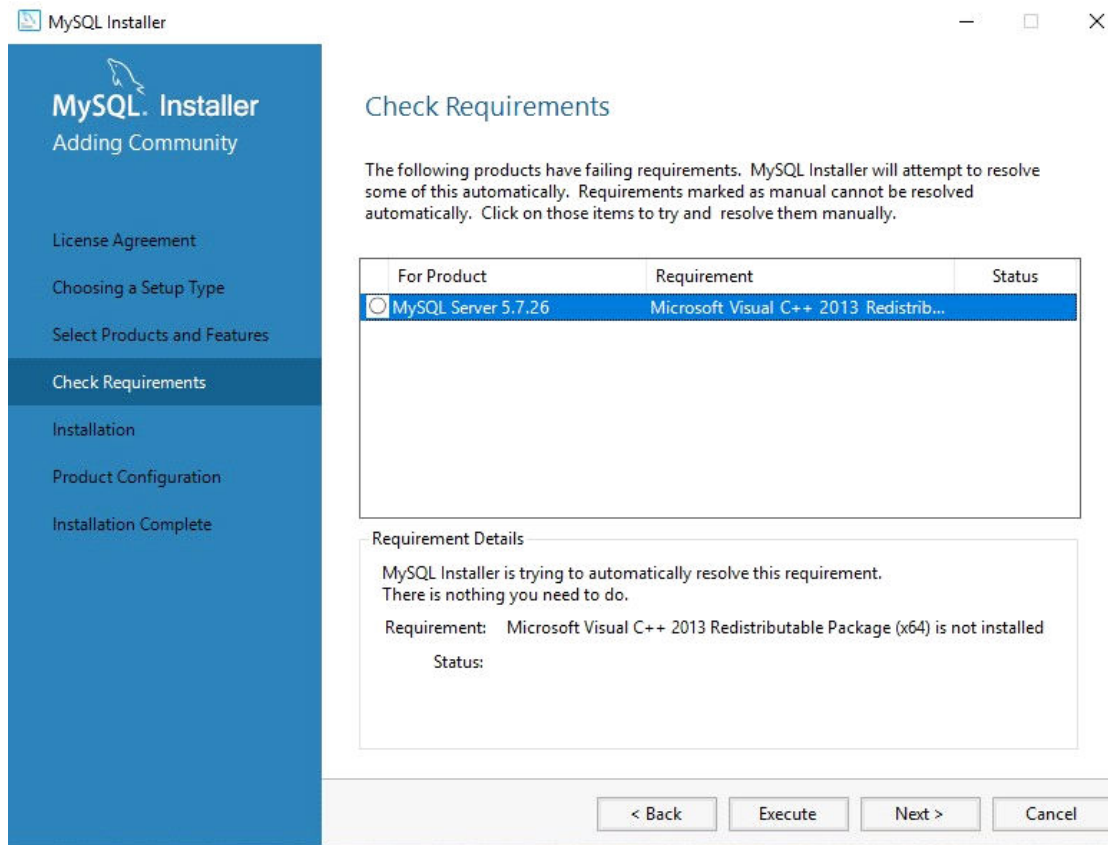 MySQL Installer
MySQL. Installer
Adding Community
License Agreement
Choosing a Setup Type
Select Products and Features
Check Requirements
Installation
Product Configuration
Installation Complete
Check Requirements
The following products have failing requirements.  MySQL Installer will attempt to resolve
some of this automatically.  Requirements marked as manual cannot be resolved
automatically.  Click on those items to try and  resolve them manually.
For Product Requirement Status
MySQL Server 5.7.26 Microsoft Visual C++ 2013 Redistrib...
Requirement Details
MySQL Installer is trying to automatically resolve this requirement.
There is nothing you need to do.
Requirement: Microsoft Visual C++ 2013 Redistributable Package (x64) is not installed
Status:
< Back Execute Next > Cancel